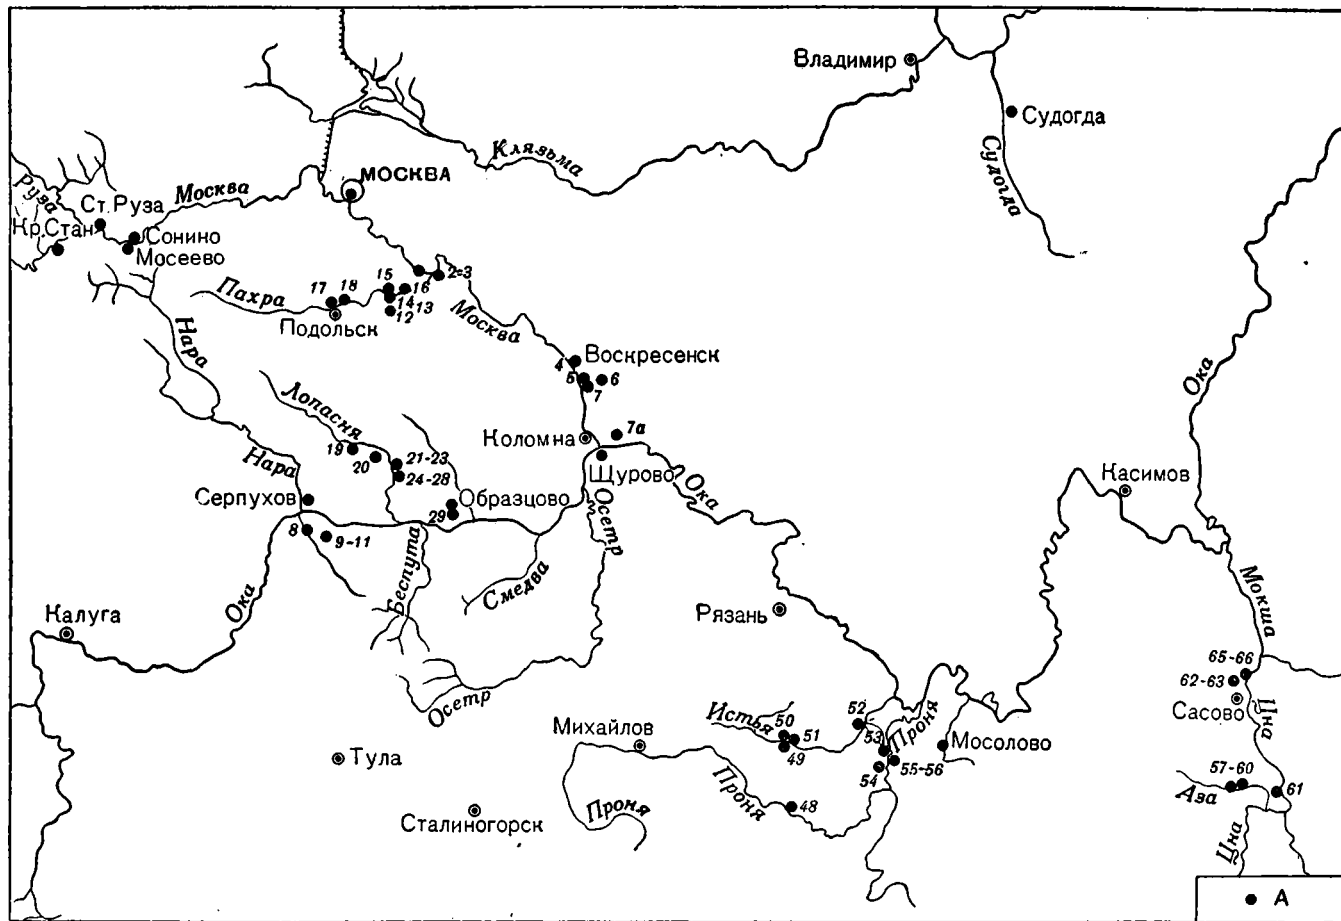 Владимир
Судогда
Клязьма
Судогда
МОСКВА
Москва
Руза
Ст. Руза
Кр.Стан
Сонино
Мосеево
2-3
15
16
17
18
14
13
12
Пахра
Подольск
Москва
Нара
Воскресенск
4
5
6
7
Ока
Лопасня
7а
Коломна
19
20
21-23
24-28
Щурово
Нара
Касимов
Ока
Серпухов
Образцово
29
Осетр
8
9-11
Беспута
Смедва
Ока
Рязань
Мокша
Калуга
65-66
62-63
Сасово
Цна
Осетр
Истья
50
51
49
52
53
Проня
Михайлов
Мосолово
54
55-56
Тула
Проня
48
57-60
61
Аза
Проня
Сталиногорск
Цна
А